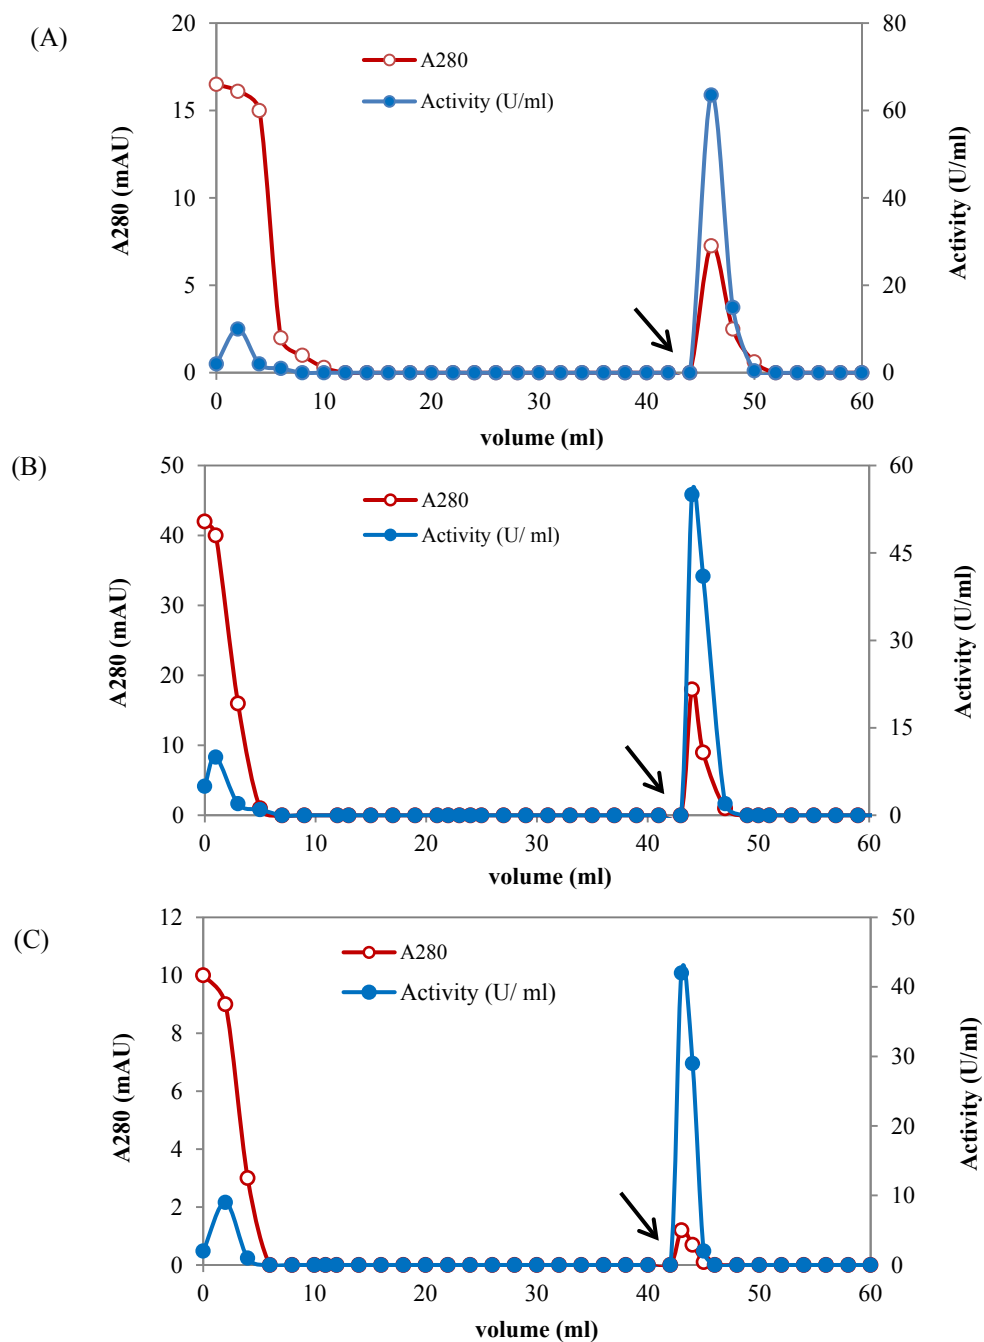 (A)
20
15
10
5
0
A280 (mAU)
A280
Activity (U/ml)
80
60
40
20
0
Activity (U/ml)
0 10 20 30 40 50 60
volume (ml)
(B)
50
40
30
20
10
0
A280 (mAU)
A280
Activity (U/ ml)
60
45
30
15
0
Activity (U/ml)
0 10 20 30 40 50 60
volume (ml)
(C)
12
10
8
6
4
2
0
A280 (mAU)
A280
Activity (U/ ml)
50
40
30
20
10
0
Activity (U/ml)
0 10 20 30 40 50 60
volume (ml)